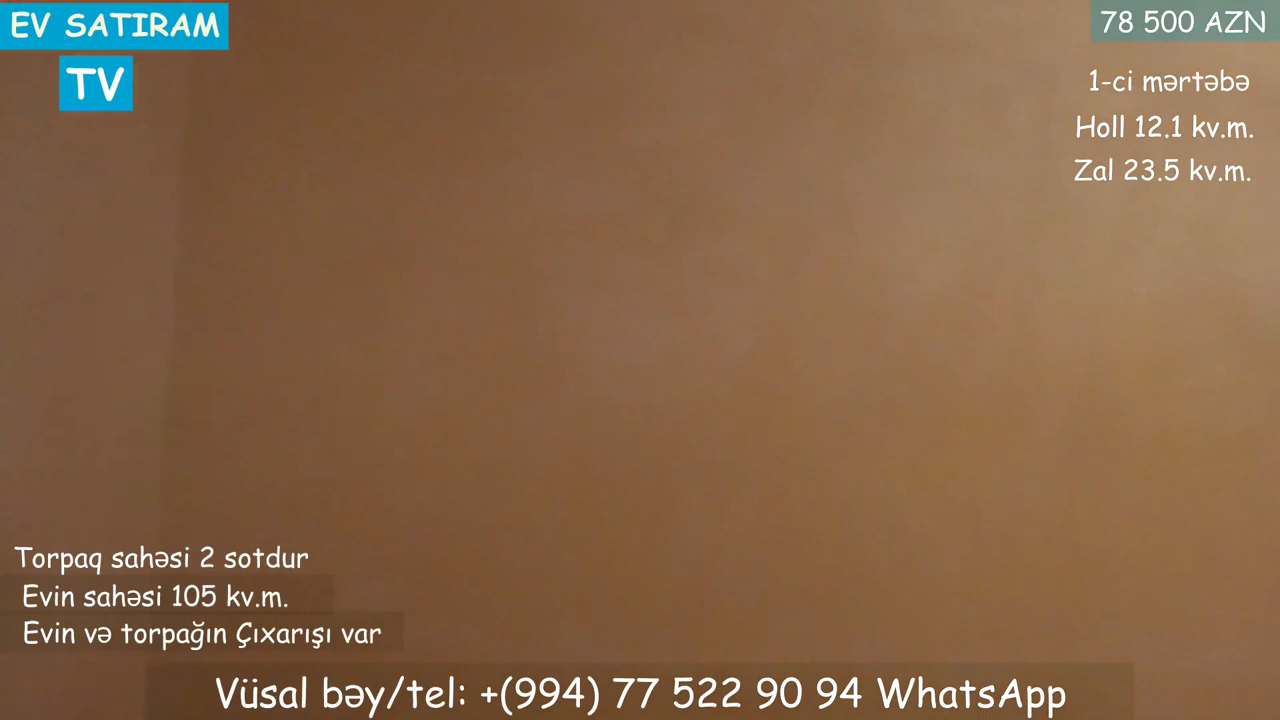 EV SATIRAM
TV
78 500 AZN
1-ci mərtəbə
Holl 12.1 kv.m.
Zal 23.5 kv.m.
Torpaq sahəsi 2 sotdur
Evin sahəsi 105 kv.m.
Evin və torpağın Çıxarışı var
Vüsal bəy/tel: +(994) 77 522 90 94 WhatsApp